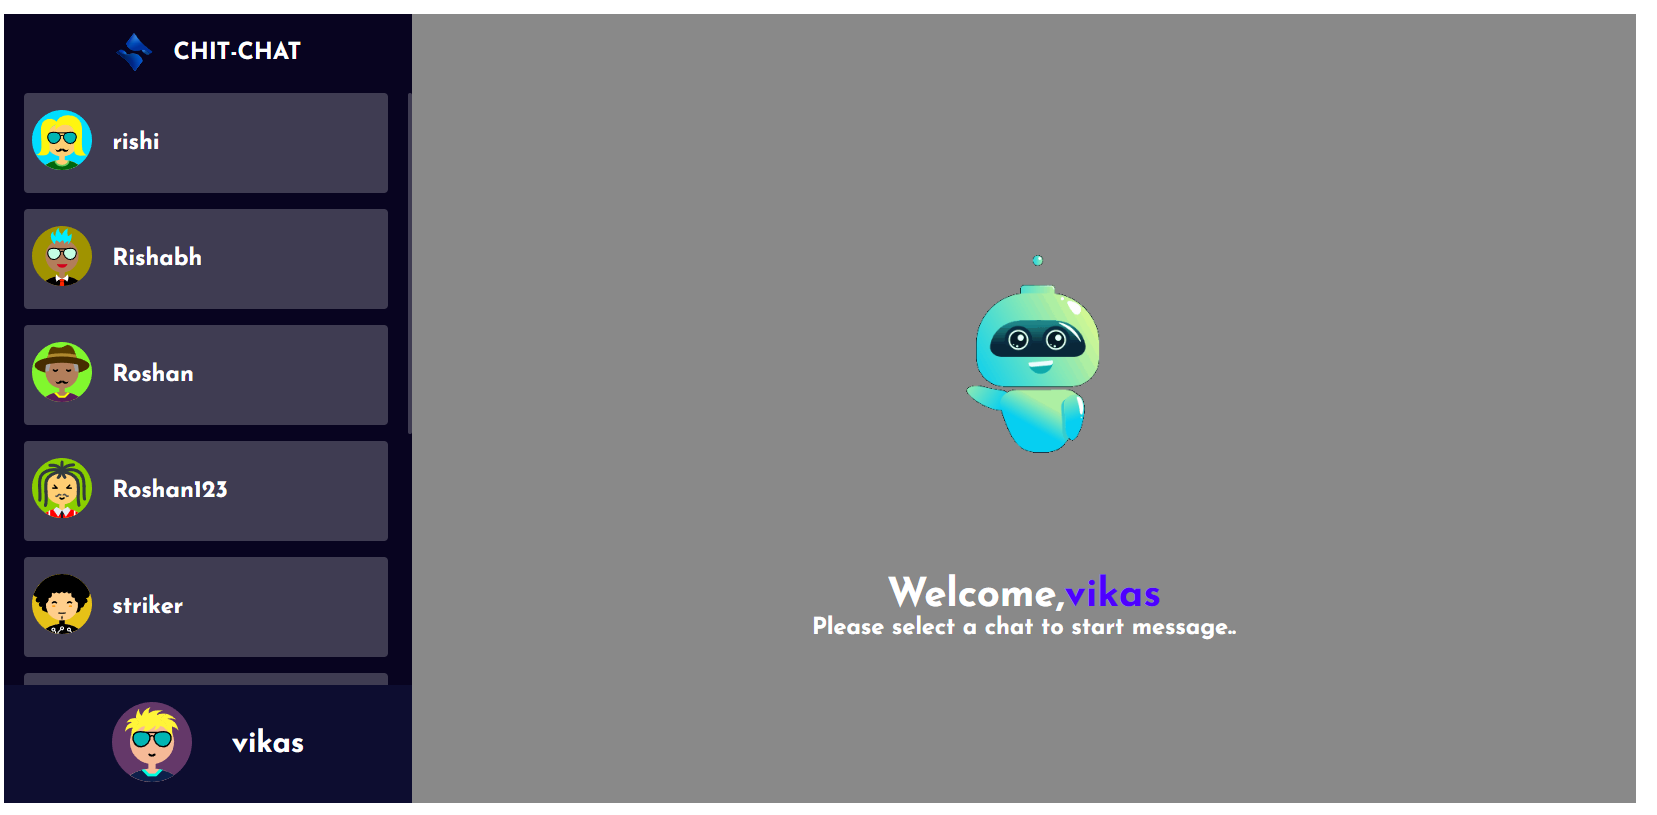 CHIT-CHAT
rishi
Rishabh
Roshan
Roshan123
striker
vikas
Welcome,vikas
Please select a chat to start message..